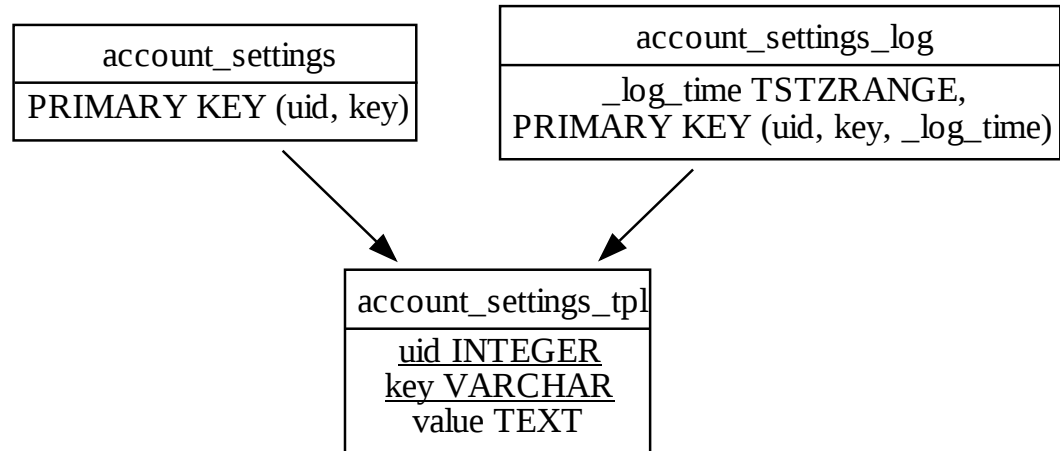 account_settings
PRIMARY KEY (uid, key)
account_settings_log
_log_time TSTZRANGE,
PRIMARY KEY (uid, key, _log_time)
account_settings_tpl
uid INTEGER
key VARCHAR
value TEXT